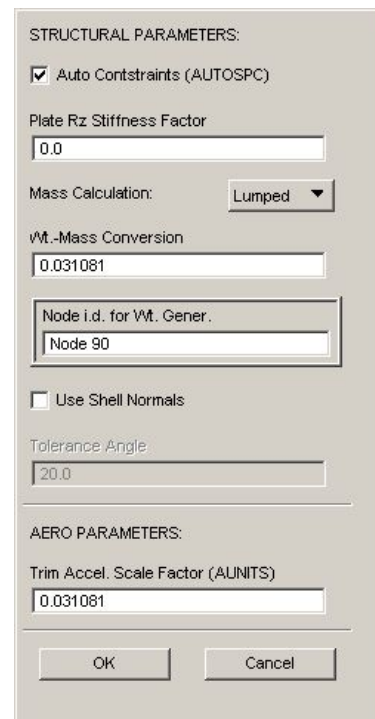 STRUCTURAL PARAMETERS:
Auto Contstraints (AUTOSPC)
Plate Rz Stiffness Factor
0.0
Mass Calculation: Lumped
Wt.-Mass Conversion
0.031081
Node i.d. for Wt. Gener.
Node 90
Use Shell Normals
Tolerance Angle
20.0
AERO PARAMETERS:
Trim Accel. Scale Factor (AUNITS)
0.031081
OK Cancel